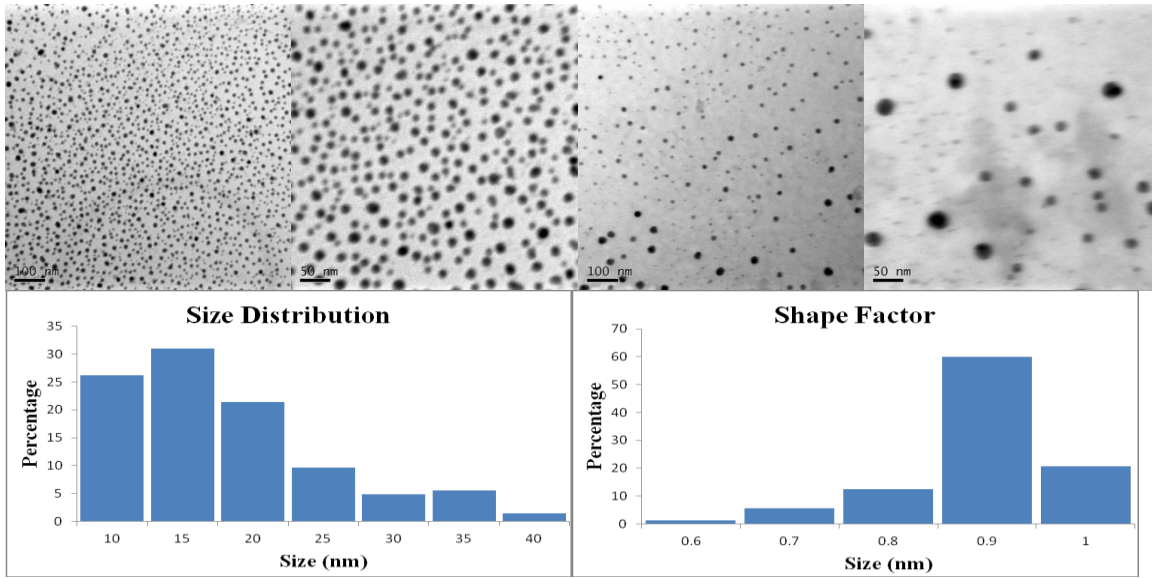 100 nm
50 nm
100 nm
50 nm
Size Distribution
35
30
25
20
15
10
5
0
Percentage
10 15 20 25 30 35 40
Size (nm)
Shape Factor
70
60
50
40
30
20
10
0
Percentage
0.6 0.7 0.8 0.9 1
Size (nm)